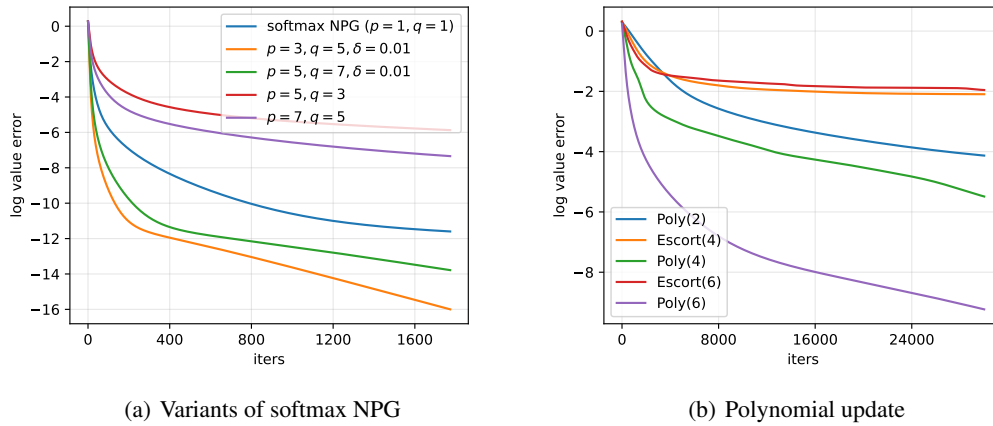 0
−2
−4
−6
−8
−10
−12
−14
−16
log value error
0
400
800
1200
1600
iters
softmax NPG (p = 1, q = 1)
p = 3, q = 5, δ = 0.01
p = 5, q = 7, δ = 0.01
p = 5, q = 3
p = 7, q = 5
(a) Variants of softmax NPG
0
−2
−4
−6
−8
log value error
0
8000
16000
24000
iters
Poly(2)
Escort(4)
Poly(4)
Escort(6)
Poly(6)
(b) Polynomial update